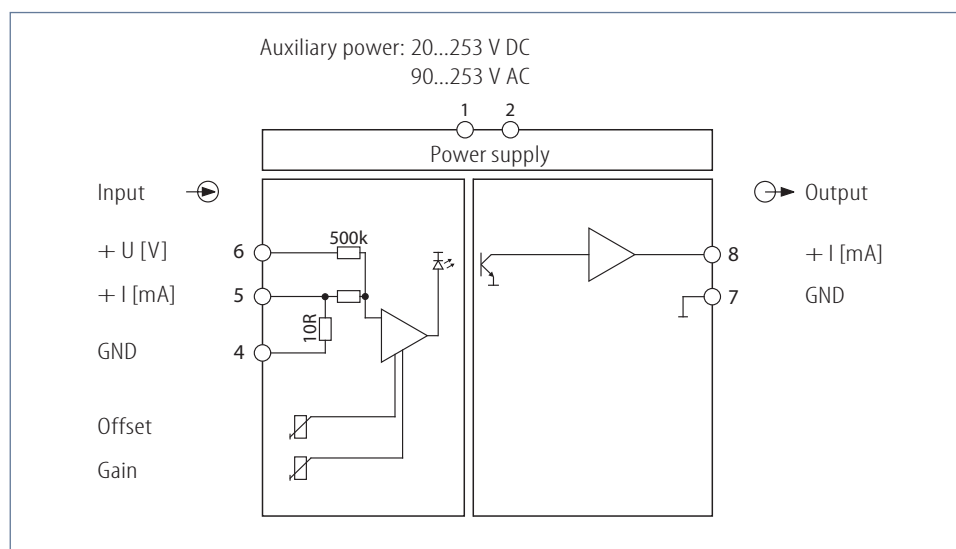 Auxiliary power: 20...253 V DC
90...253 V AC
1 2
Power supply
Input
Output
+ U [V] 6 500k 8 + I [mA]
+ I [mA] 5 7 GND
10R
GND 4
Offset
Gain